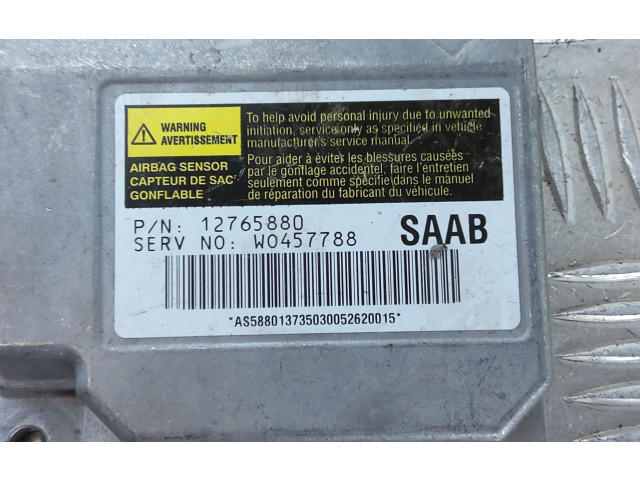 WARNING
AVERTISSEMENT
AIRBAG SENSOR
CAPTEUR DE SAC
GONFLABLE
To help avoid personal injury due to unwanted
initiation, service only as specified in vehicle
manufacturer's service manual.
Pour aider à éviter les blessures causées
par le gonflage accidentel, faire l'entretien
seulement comme spécifié dans le manuel
de réparation du fabricant du véhicule.
P/N: 12765880
SERV NO: W0457788
SAAB
*AS588013735030052620015*